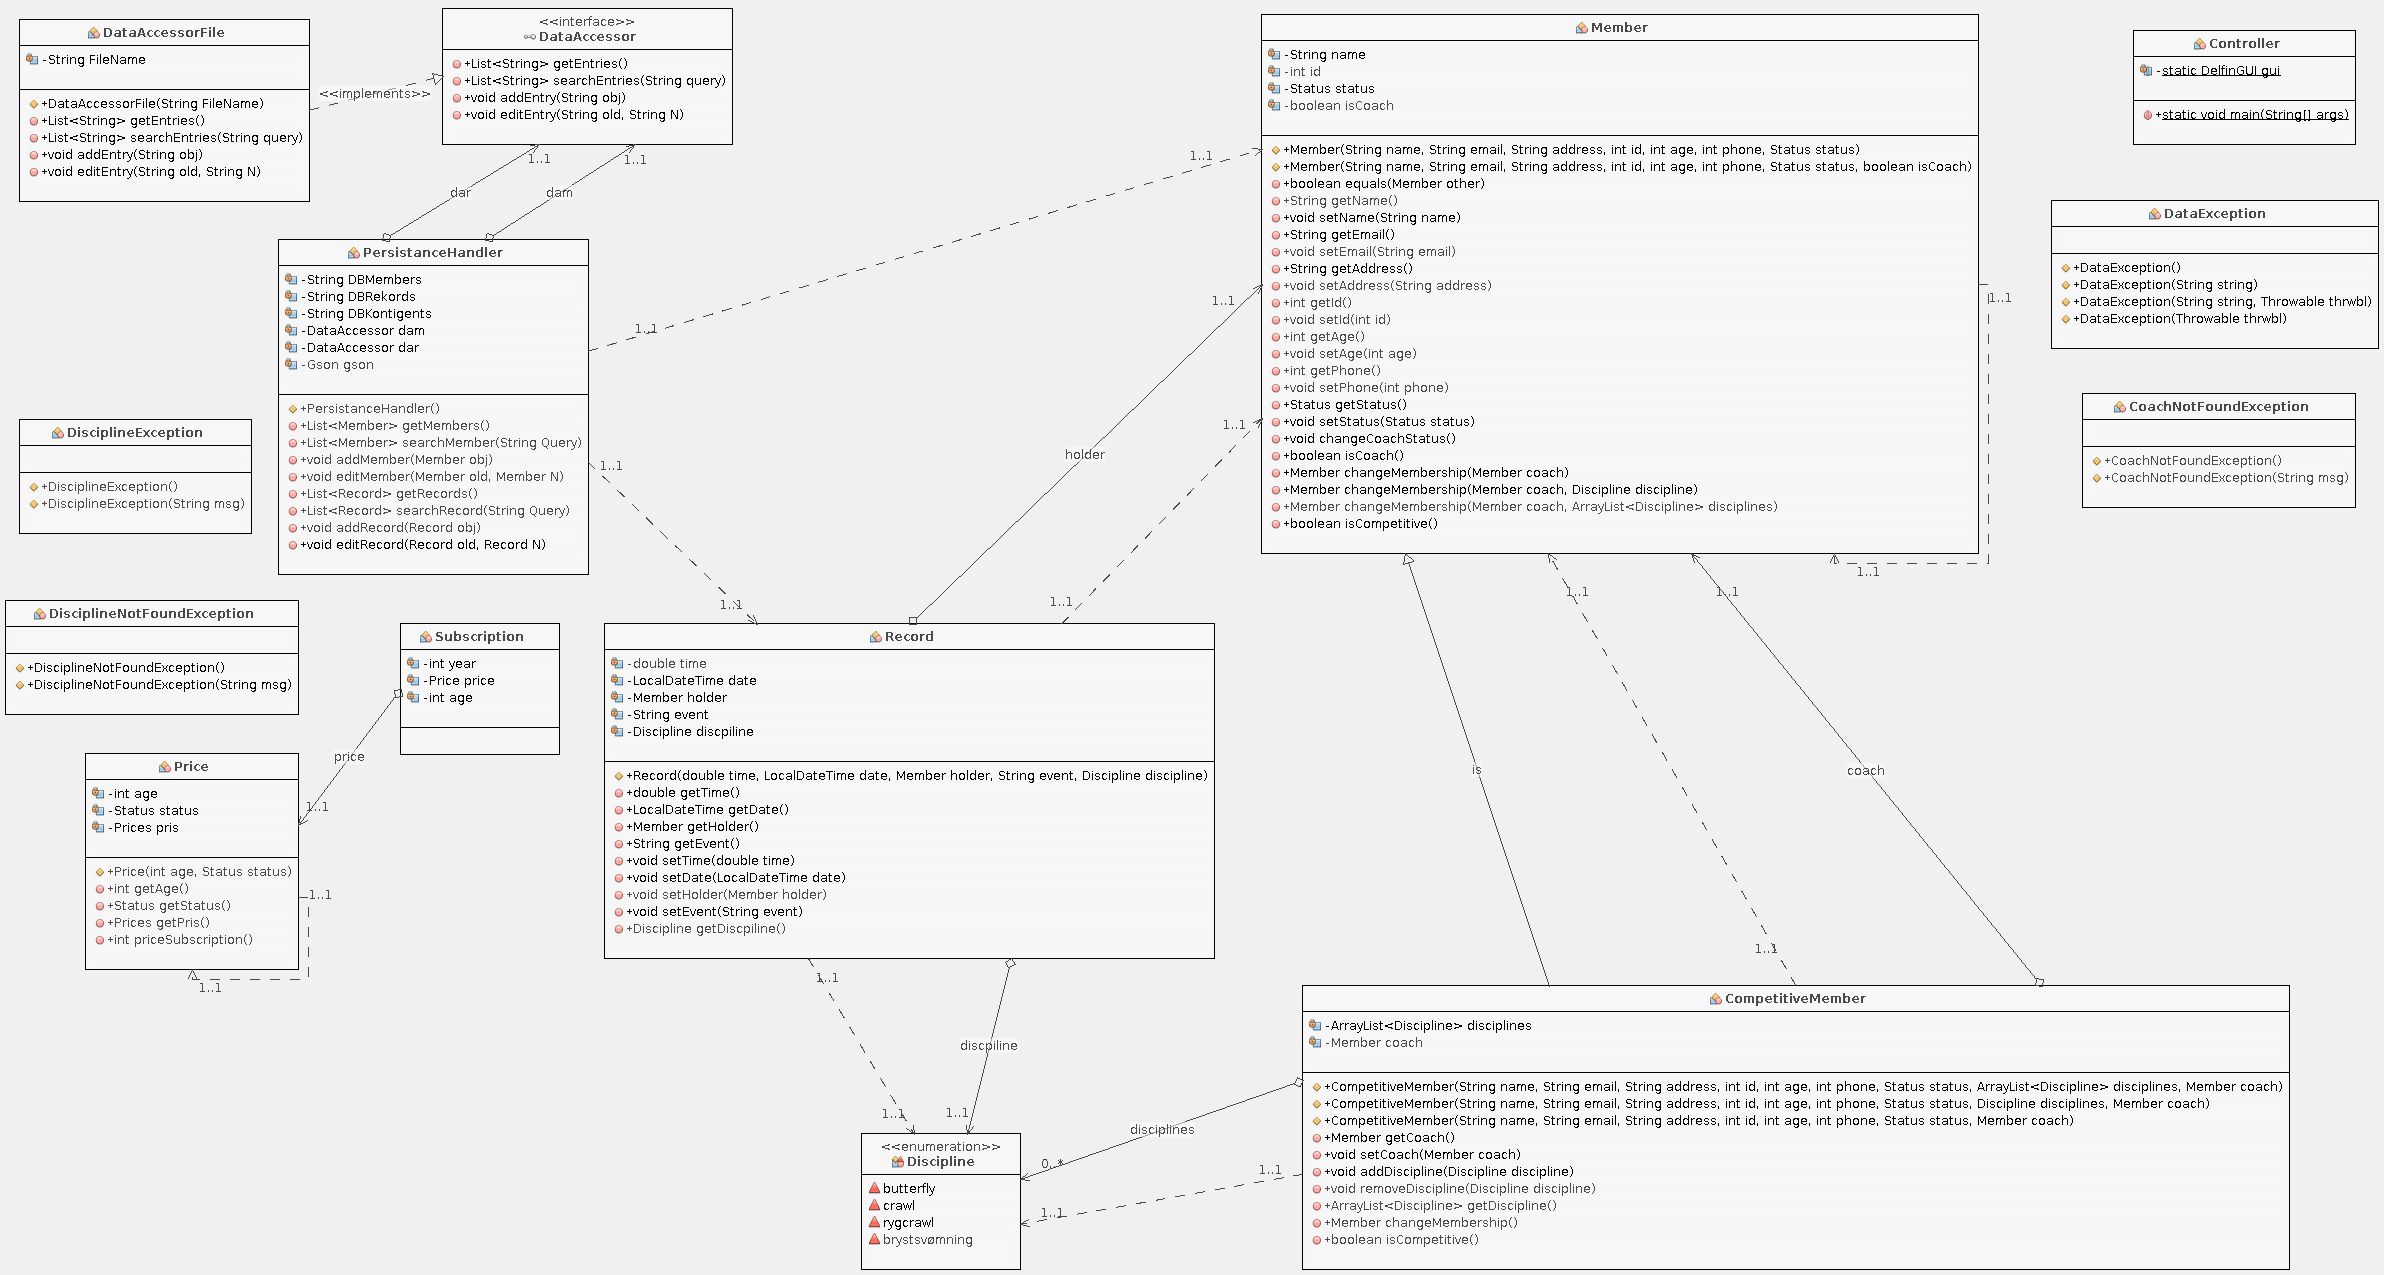 DataAccessorFile
-String FileName
+DataAccessorFile(String FileName)
+List<String> getEntries()
+List<String> searchEntries(String query)
+void addEntry(String obj)
+void editEntry(String old, String N)
<<implements>>
<<interface>>
DataAccessor
+List<String> getEntries()
+List<String> searchEntries(String query)
+void addEntry(String obj)
+void editEntry(String old, String N)
1..1
1..1
dar
dam
PersistanceHandler
-String DBMembers
-String DBRekords
-String DBKontigents
-DataAccessor dam
-DataAccessor dar
-Gson gson
+PersistanceHandler()
+List<Member> getMembers()
+List<Member> searchMember(String Query)
+void addMember(Member obj)
+void editMember(Member old, Member N)
+List<Record> getRecords()
+List<Record> searchRecord(String Query)
+void addRecord(Record obj)
+void editRecord(Record old, Record N)
1..1
1..1
1..1
1..1
Member
-String name
-int id
-Status status
-boolean isCoach
+Member(String name, String email, String address, int id, int age, int phone, Status status)
+Member(String name, String email, String address, int id, int age, int phone, Status status, boolean isCoach)
+boolean equals(Member other)
+String getName()
+void setName(String name)
+String getEmail()
+void setEmail(String email)
+String getAddress()
+void setAddress(String address)
+int getId()
+void setId(int id)
+int getAge()
+void setAge(int age)
+int getPhone()
+void setPhone(int phone)
+Status getStatus()
+void setStatus(Status status)
+void changeCoachStatus()
+boolean isCoach()
+Member changeMembership(Member coach)
+Member changeMembership(Member coach, Discipline discipline)
+Member changeMembership(Member coach, ArrayList<Discipline> disciplines)
+boolean isCompetitive()
1..1
1..1
1..1
holder
1..1
1..1
1..1
1..1
is
1..1
coach
Controller
-static DelfinGUI gui
+static void main(String[] args)
DataException
+DataException()
+DataException(String string)
+DataException(String string, Throwable thrwbl)
+DataException(Throwable thrwbl)
CoachNotFoundException
+CoachNotFoundException()
+CoachNotFoundException(String msg)
DisciplineException
+DisciplineException()
+DisciplineException(String msg)
DisciplineNotFoundException
+DisciplineNotFoundException()
+DisciplineNotFoundException(String msg)
Subscription
-int year
-Price price
-int age
price
1..1
Price
-int age
-Status status
-Prices pris
+Price(int age, Status status)
+int getAge()
+Status getStatus()
+Prices getPris()
+int priceSubscription()
1..1
1..1
Record
-double time
-LocalDateTime date
-Member holder
-String event
-Discipline discpiline
+Record(double time, LocalDateTime date, Member holder, String event, Discipline discipline)
+double getTime()
+LocalDateTime getDate()
+Member getHolder()
+String getEvent()
+void setTime(double time)
+void setDate(LocalDateTime date)
+void setHolder(Member holder)
+void setEvent(String event)
+Discipline getDiscpiline()
1..1
discpiline
1..1
1..1
<<enumeration>>
Discipline
butterfly
crawl
rygcrawl
brystsvømning
disciplines
0..*
1..1
1..1
CompetitiveMember
-ArrayList<Discipline> disciplines
-Member coach
+CompetitiveMember(String name, String email, String address, int id, int age, int phone, Status status, ArrayList<Discipline> disciplines, Member coach)
+CompetitiveMember(String name, String email, String address, int id, int age, int phone, Status status, Discipline disciplines, Member coach)
+CompetitiveMember(String name, String email, String address, int id, int age, int phone, Status status, Member coach)
+Member getCoach()
+void setCoach(Member coach)
+void addDiscipline(Discipline discipline)
+void removeDiscipline(Discipline discipline)
+ArrayList<Discipline> getDiscipline()
+Member changeMembership()
+boolean isCompetitive()